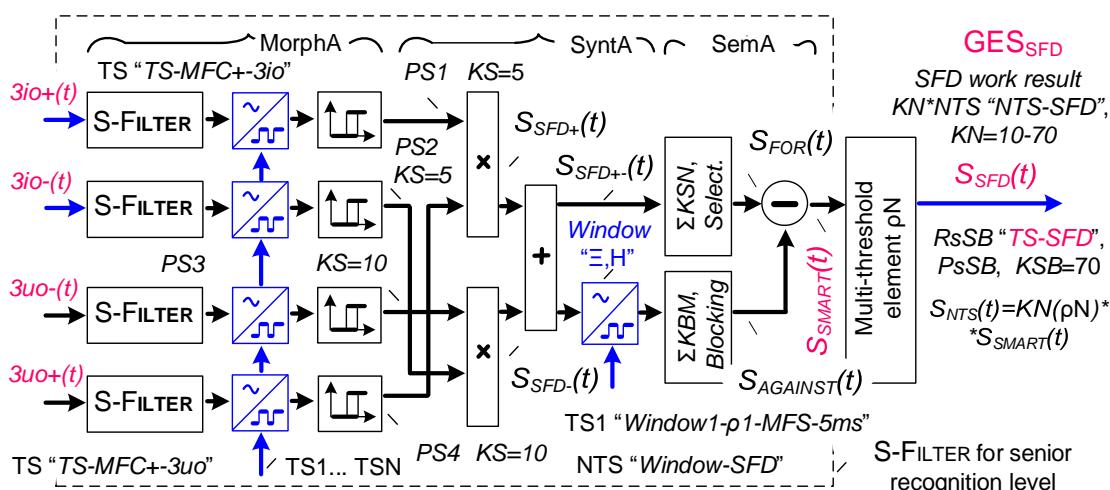 MorphA
SyntA
SemA
GES_SFD
TS “TS-MFC+-3io”
PS1 KS=5
SFD work result
KN*NTS “NTS-SFD”,
KN=10-70
3io+(t)
S-FILTER
S_SFD+(t)
PS2
KS=5
×
S_SFD+-(t)
S_FOR(t)
S_SFD(t)
3io-(t)
S-FILTER
ΣKSN,
Select.
Window
“Ξ,H”
−
Multi-threshold
element ρN
RsSB “TS-SFD”,
PsSB, KSB=70
PS3
KS=10
+
S_SMART(t)
3uo-(t)
S-FILTER
×
ΣKBM,
Blocking
S_NTS(t)=KN(ρN)*
*S_SMART(t)
3uo+(t)
S-FILTER
S_SFD-(t)
S_AGAINST(t)
TS1 “Window1-ρ1-MFS-5ms”
TS “TS-MFC+-3uo”
TS1... TSN
PS4 KS=10
NTS “Window-SFD”
S-FILTER for senior
recognition level